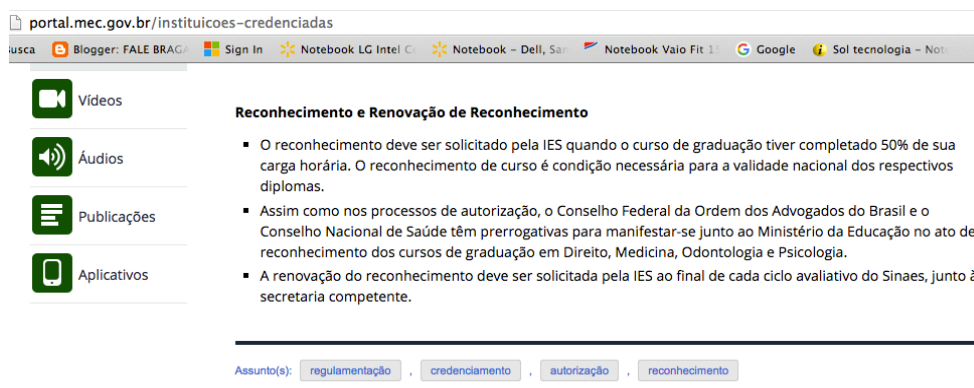 portal.mec.gov.br/instituicoes-credenciadas
Busca Blogger: FALE BRAGA Sign In Notebook LG Intel Notebook – Dell, Notebook Vaio Fit Google Sol tecnologia –
Vídeos
Áudios
Publicações
Aplicativos
Reconhecimento e Renovação de Reconhecimento
▪ O reconhecimento deve ser solicitado pela IES quando o curso de graduação tiver completado 50% de sua
carga horária. O reconhecimento de curso é condição necessária para a validade nacional dos respectivos
diplomas.
▪ Assim como nos processos de autorização, o Conselho Federal da Ordem dos Advogados do Brasil e o
Conselho Nacional de Saúde têm prerrogativas para manifestar-se junto ao Ministério da Educação no ato de
reconhecimento dos cursos de graduação em Direito, Medicina, Odontologia e Psicologia.
▪ A renovação do reconhecimento deve ser solicitada pela IES ao final de cada ciclo avaliativo do Sinaes, junto à
secretaria competente.
Assunto(s): regulamentação , credenciamento , autorização , reconhecimento